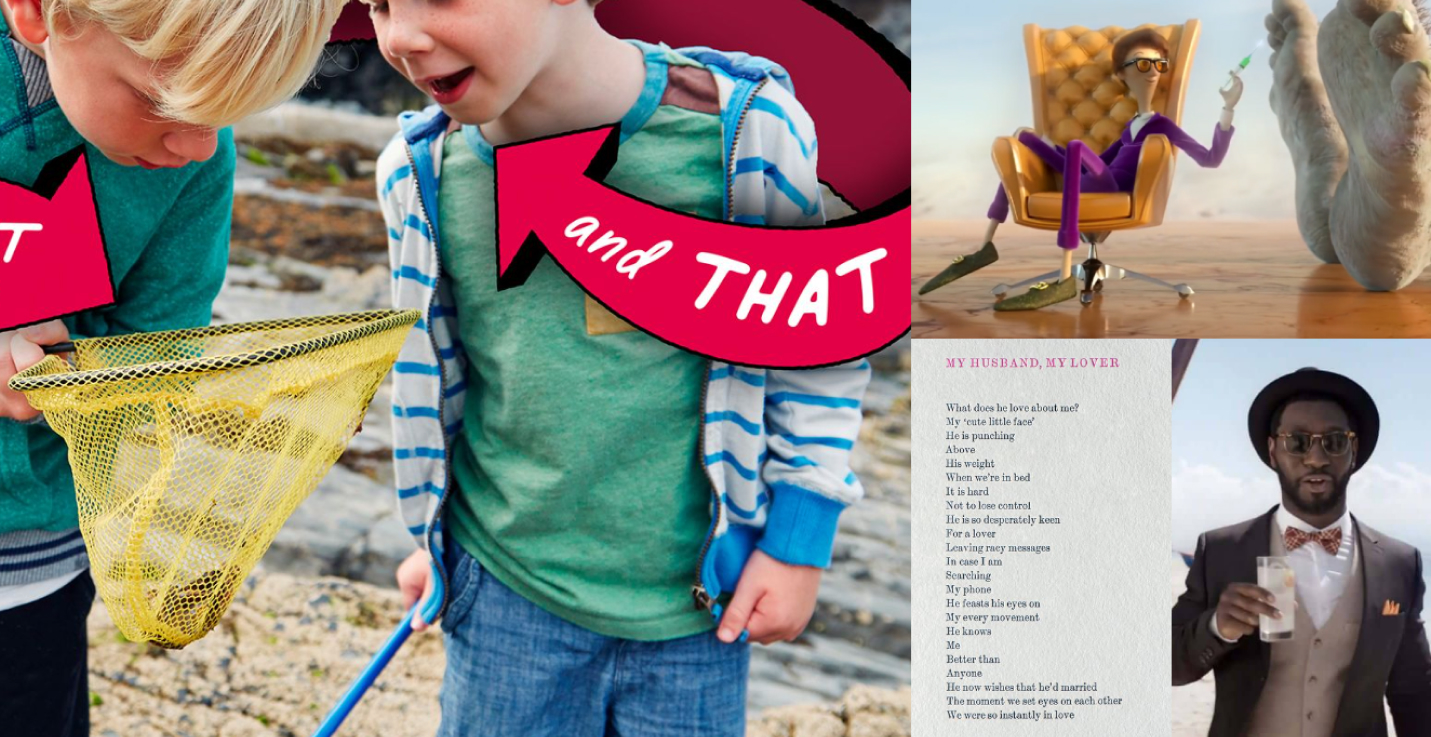 T
and THAT
MY HUSBAND, MY LOVER
What does he love about me?
My ‘cute little face’
He is punching
Above
His weight
When we're in bed
It is hard
Not to lose control
He is so desperately keen
For a lover
Leaving racy messages
In case I am
Searching
My phone
He feasts his eyes on
My every movement
He knows
Me
Better than
Anyone
He now wishes that he'd married
The moment we set eyes on each other
We were so instantly in love